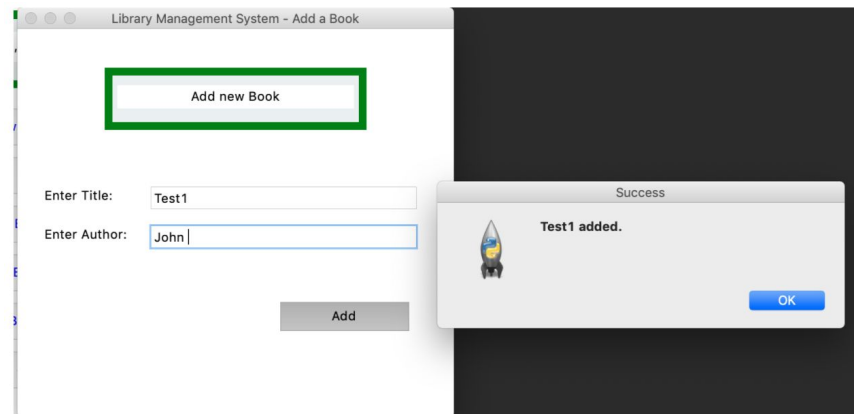 Library Management System - Add a Book
Add new Book
Enter Title:
Test1
Enter Author:
John
Add
Success
Test1 added.
OK